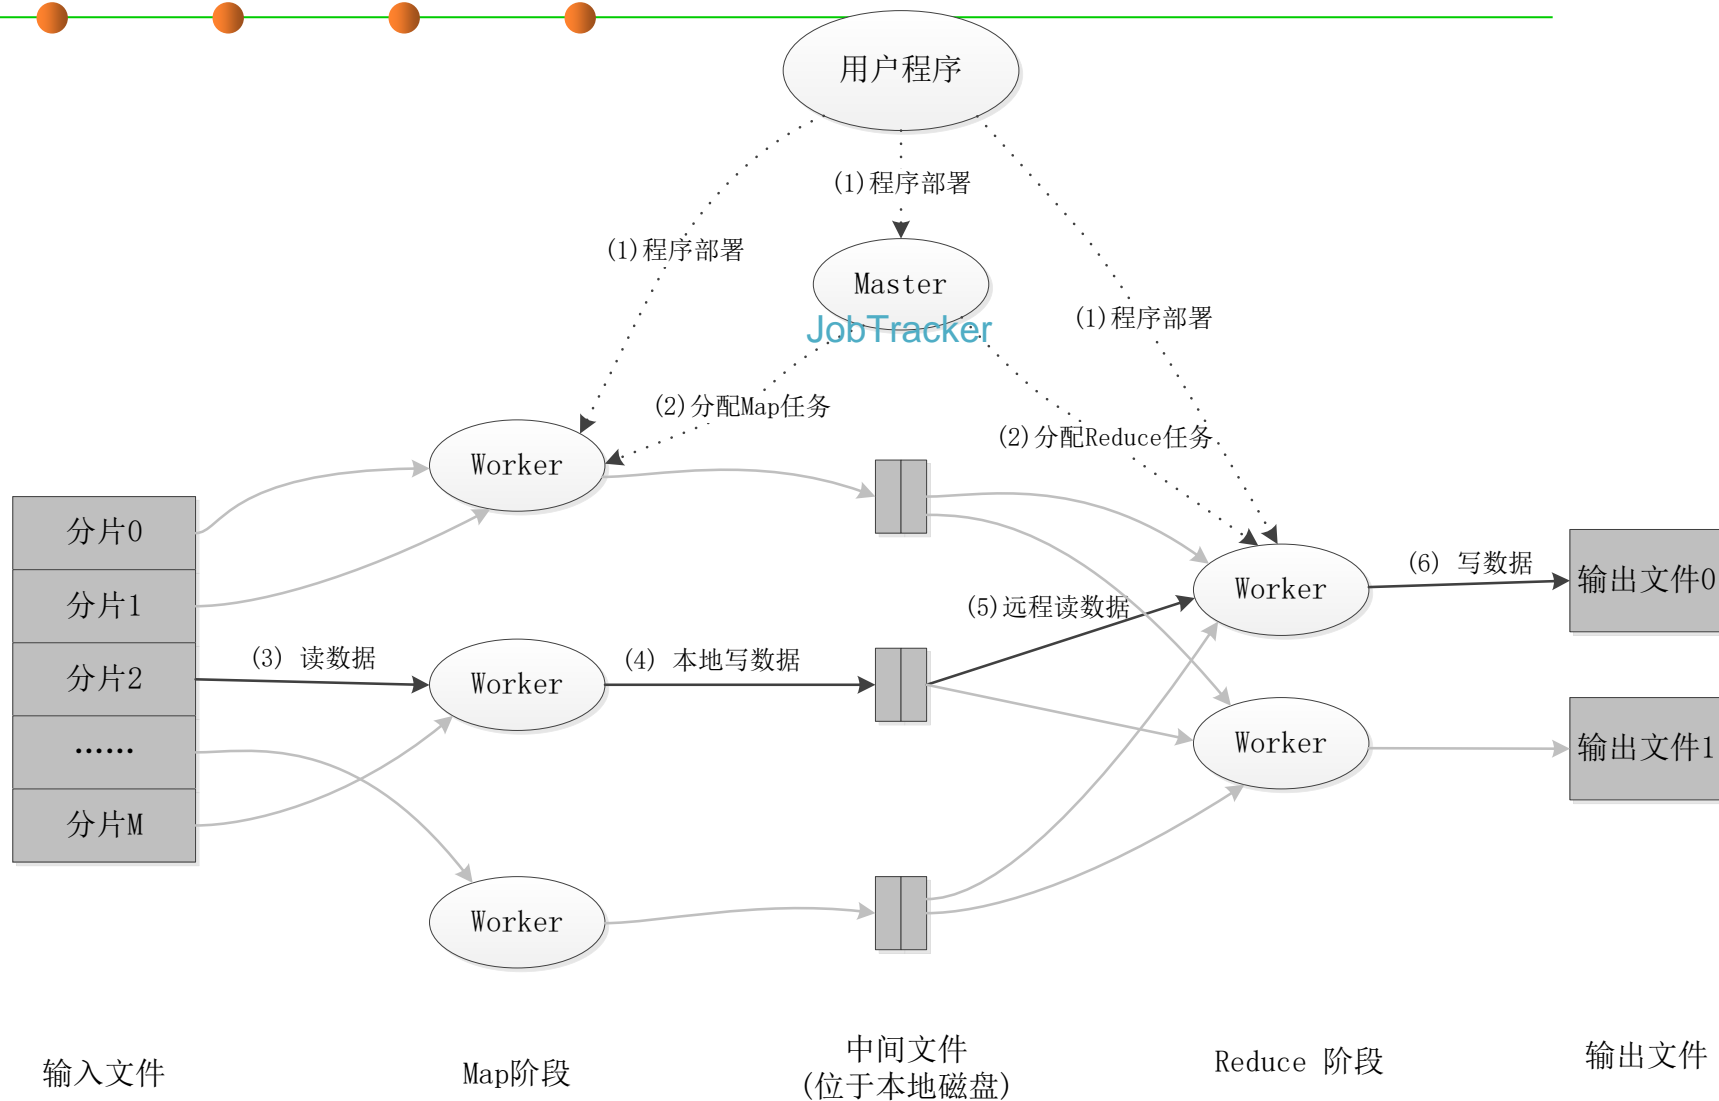 用户程序
(1)程序部署
(1)程序部署
Master
JobTracker
(1)程序部署
(2)分配Map任务
(2)分配Reduce任务
Worker
分片0
分片1
分片2
……
分片M
(3) 读数据
Worker
(4) 本地写数据
(5)远程读数据
Worker
(6) 写数据
输出文件0
Worker
输出文件1
Worker
输入文件
Map阶段
中间文件
(位于本地磁盘)
Reduce 阶段
输出文件